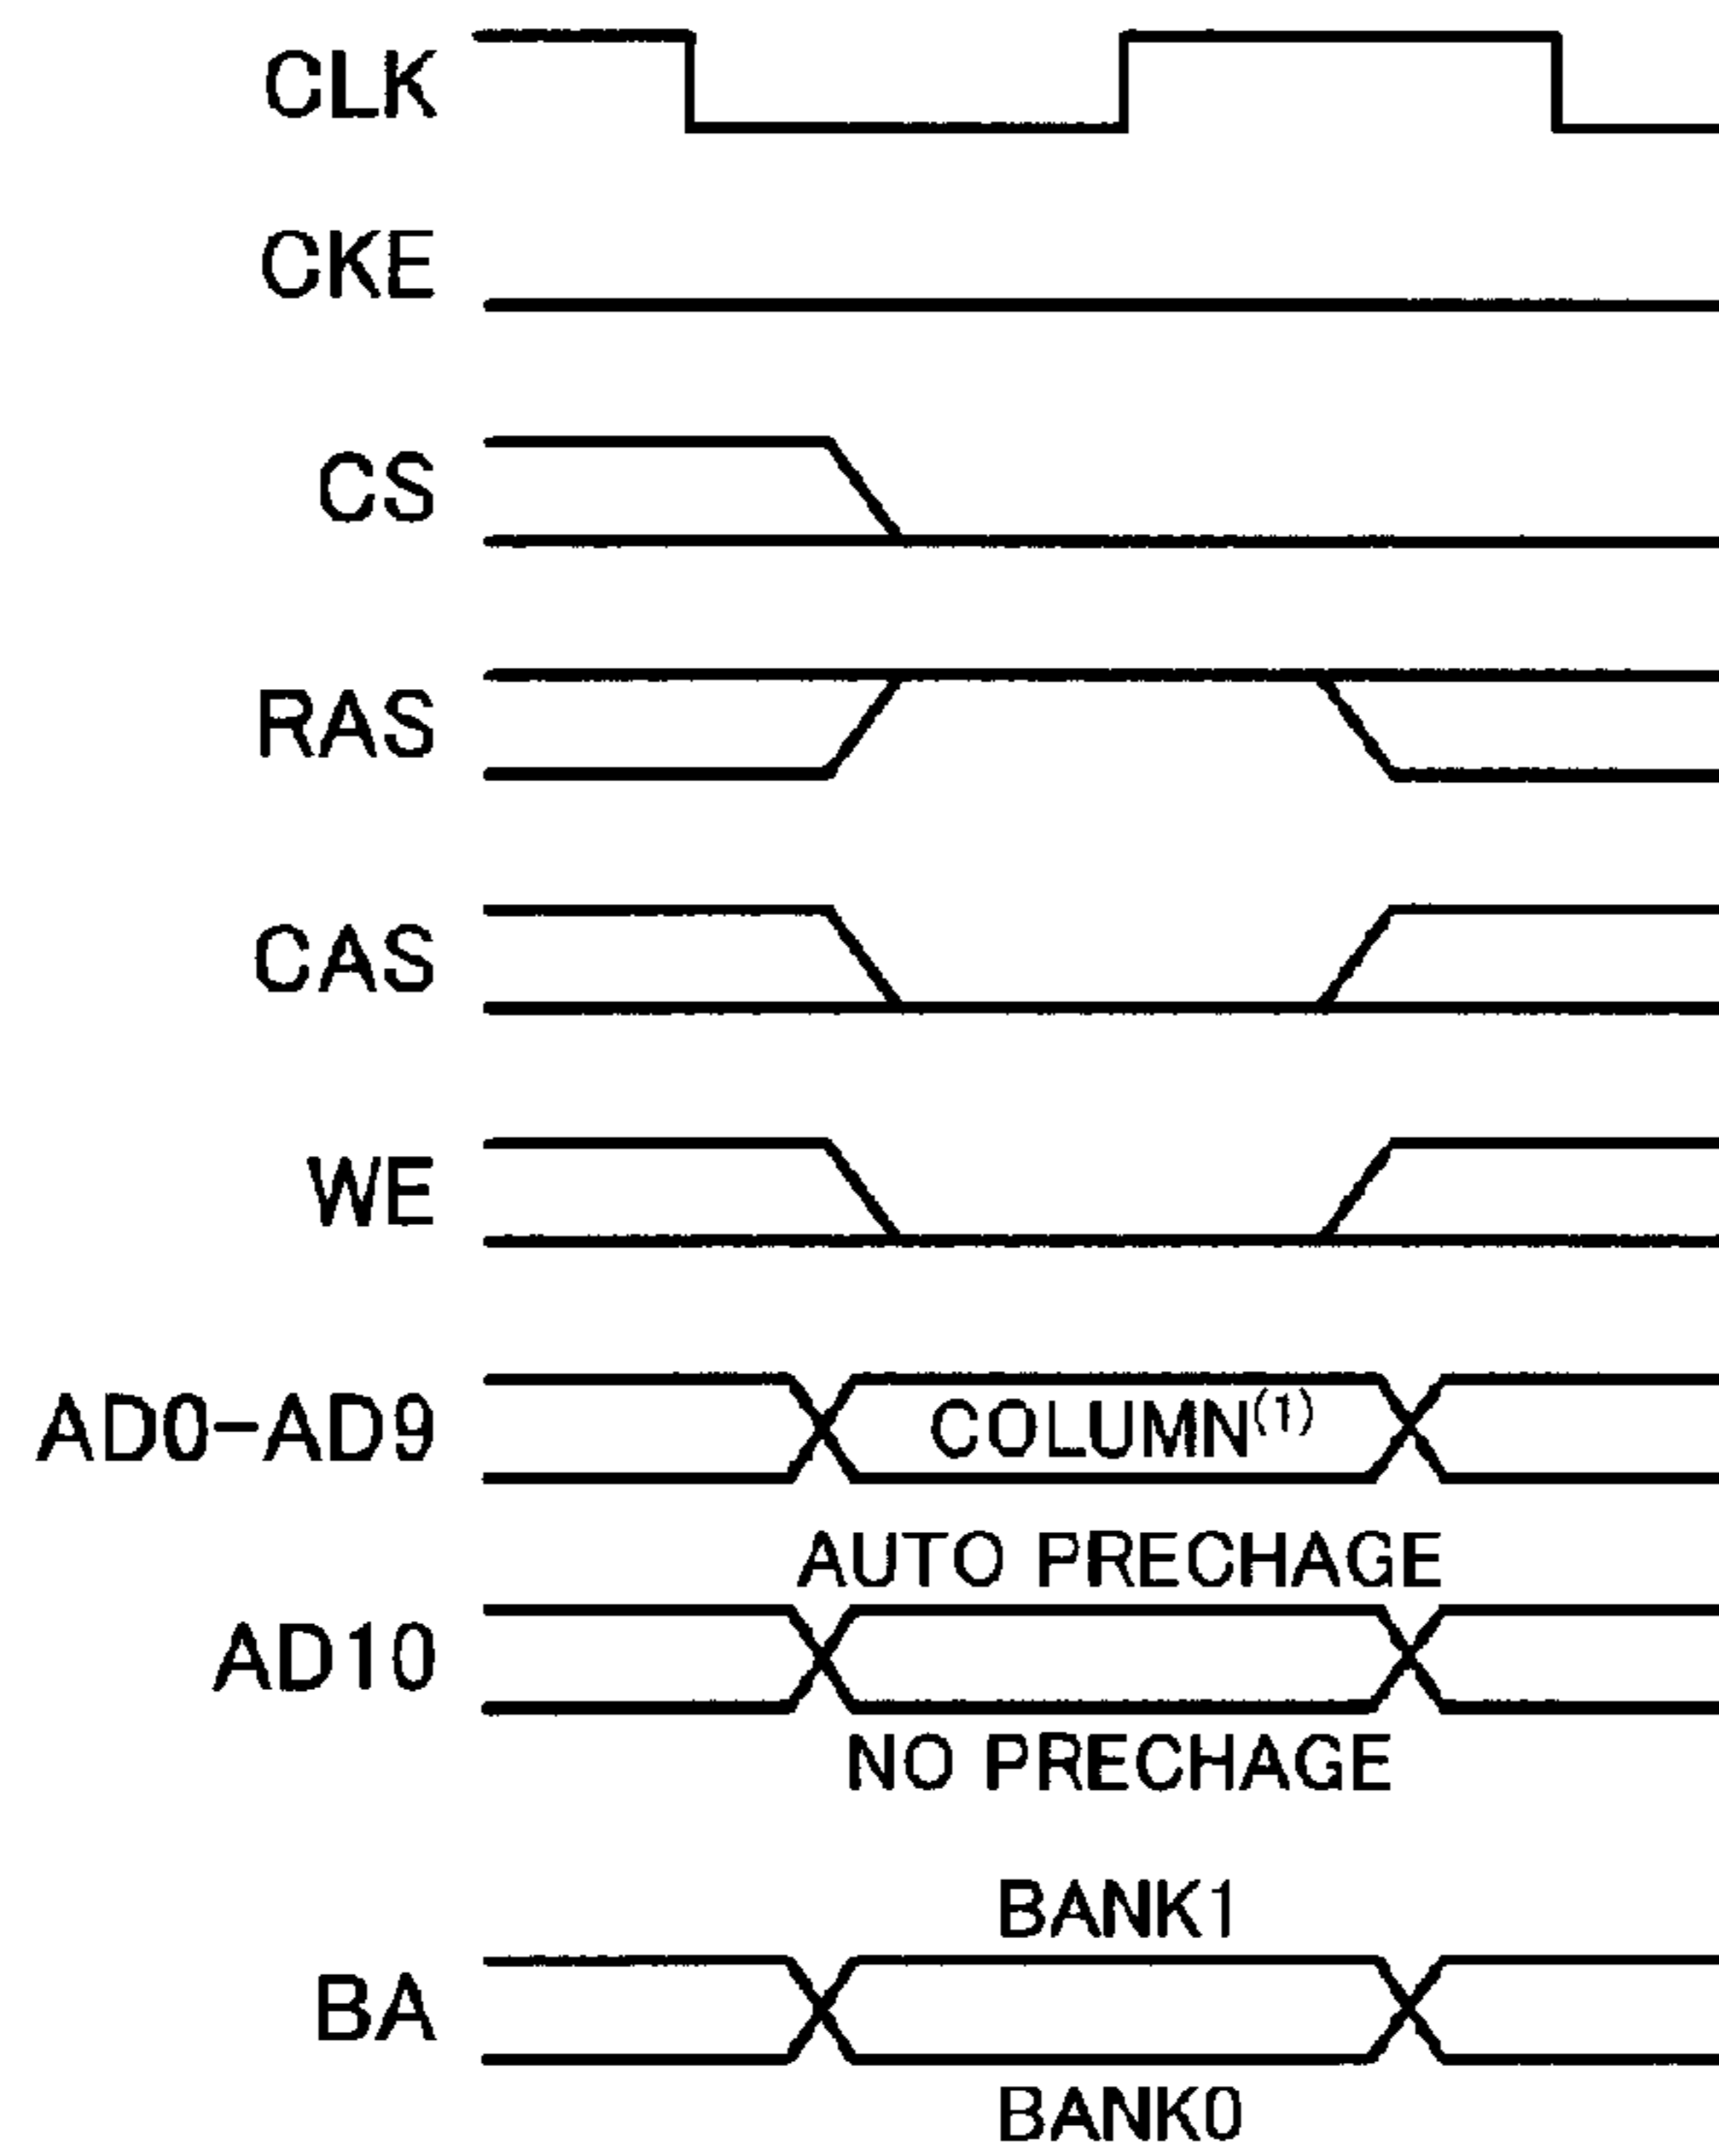 CLK
CKE
CS
RAS
CAS
WE
AD0-AD9
COLUMN(1)
AUTO PRECHAGE
AD10
NO PRECHAGE
BANK1
BA
BANK0